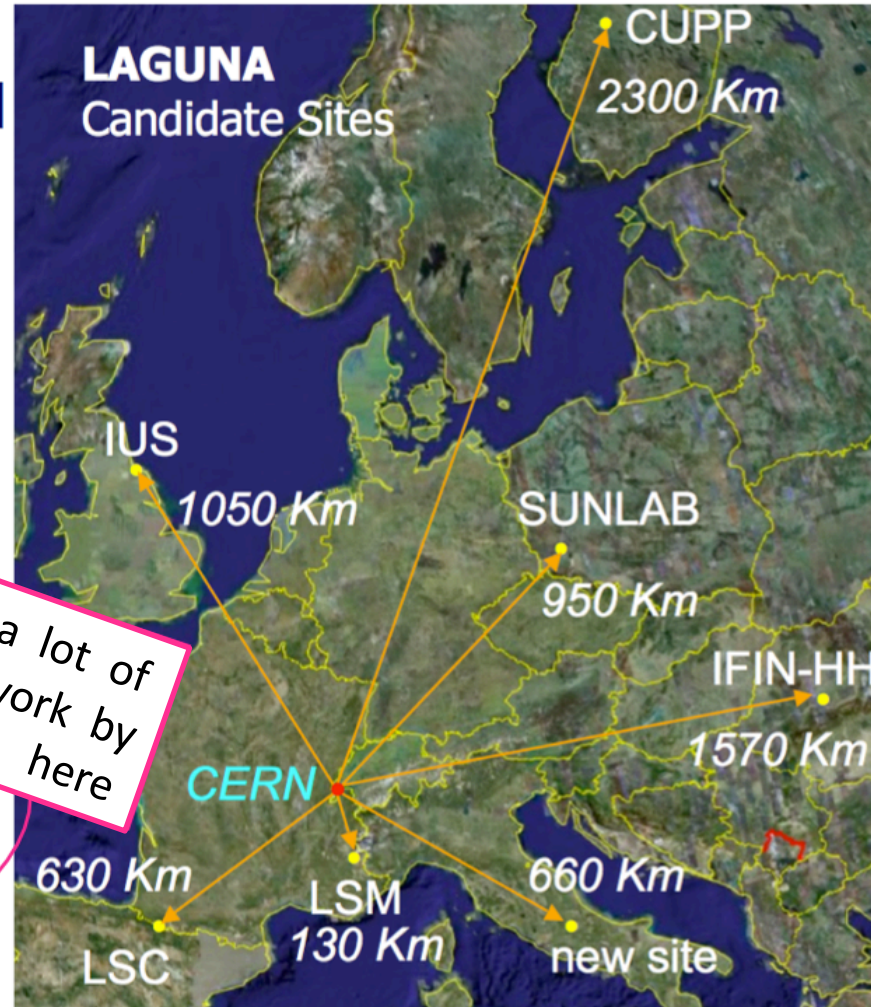 LAGUNA
Candidate Sites
CUPP
2300 Km
IUS
1050 Km
SUNLAB
950 Km
a lot of
work by
here
IFIN-HH
1570 Km
CERN
630 Km
LSC
LSM
130 Km
660 Km
new site